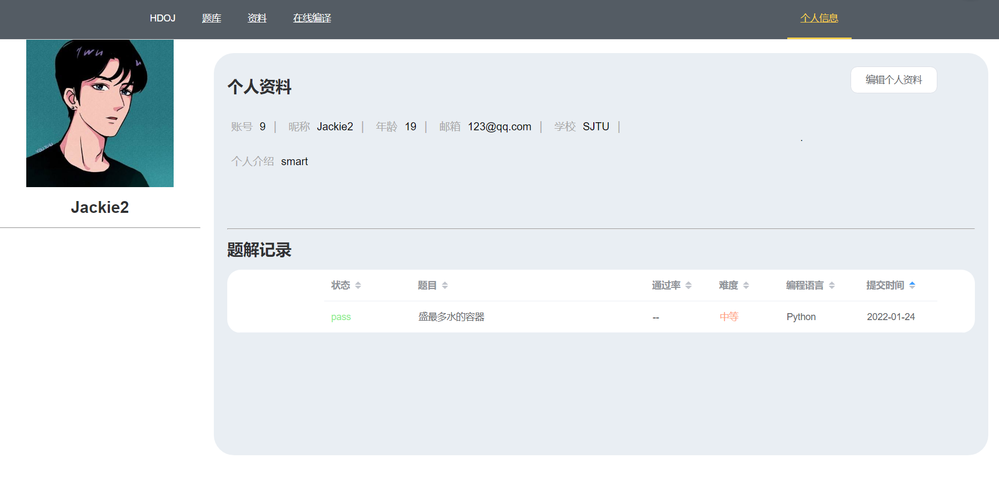 HDOJ 题库 资料 在线编译 个人信息
YOUJUJU
Jackie2
个人资料
编辑个人资料
账号 9 | 昵称 Jackie2 | 年龄 19 | 邮箱 123@qq.com | 学校 SJTU |
.
个人介绍 smart
题解记录
状态 题目 通过率 难度 编程语言 提交时间
pass 盛最多水的容器 -- 中等 Python 2022-01-24